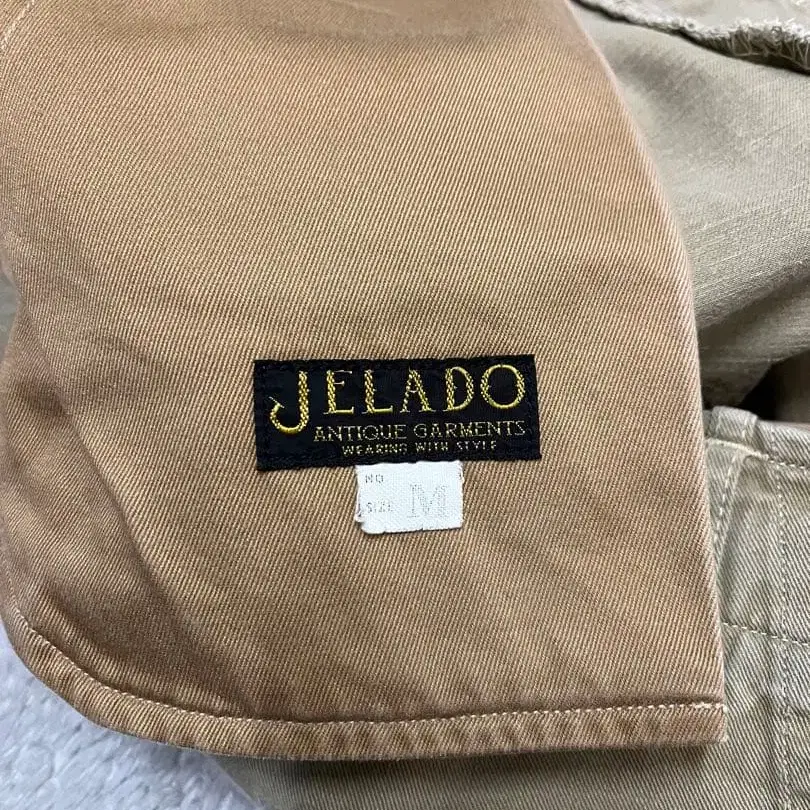 JELADO
ANTIQUE GARMENTS
WEARING WITH STYLE
NO.
SIZE M